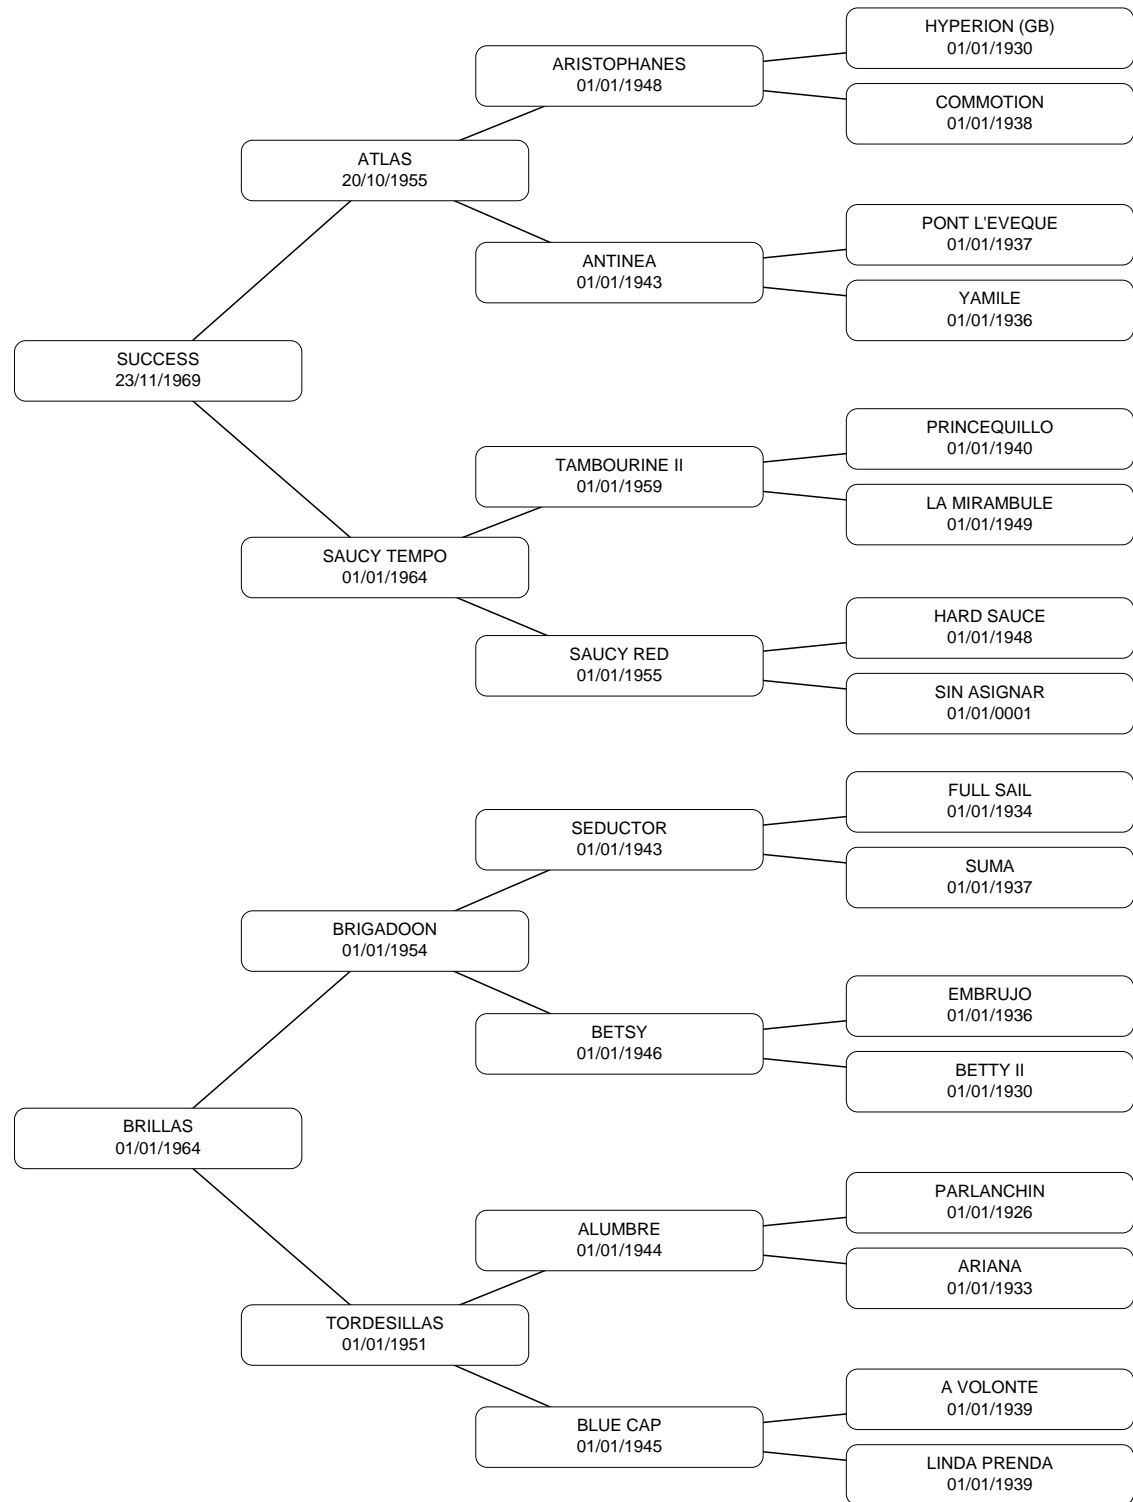 HYPERION (GB)
01/01/1930
ARISTOPHANES
01/01/1948
COMMOTION
01/01/1938
ATLAS
20/10/1955
PONT L'EVEQUE
01/01/1937
ANTINEA
01/01/1943
YAMILE
01/01/1936
SUCCESS
23/11/1969
PRINCEQUILLO
01/01/1940
TAMBOURINE II
01/01/1959
LA MIRAMBULE
01/01/1949
SAUCY TEMPO
01/01/1964
HARD SAUCE
01/01/1948
SAUCY RED
01/01/1955
SIN ASIGNAR
01/01/0001
FULL SAIL
01/01/1934
SEDUCTOR
01/01/1943
SUMA
01/01/1937
BRIGADOON
01/01/1954
EMBRUJO
01/01/1936
BETSY
01/01/1946
BETTY II
01/01/1930
BRILLAS
01/01/1964
PARLANCHIN
01/01/1926
ALUMBRE
01/01/1944
ARIANA
01/01/1933
TORDESILLAS
01/01/1951
A VOLONTE
01/01/1939
BLUE CAP
01/01/1945
LINDA PRENDA
01/01/1939